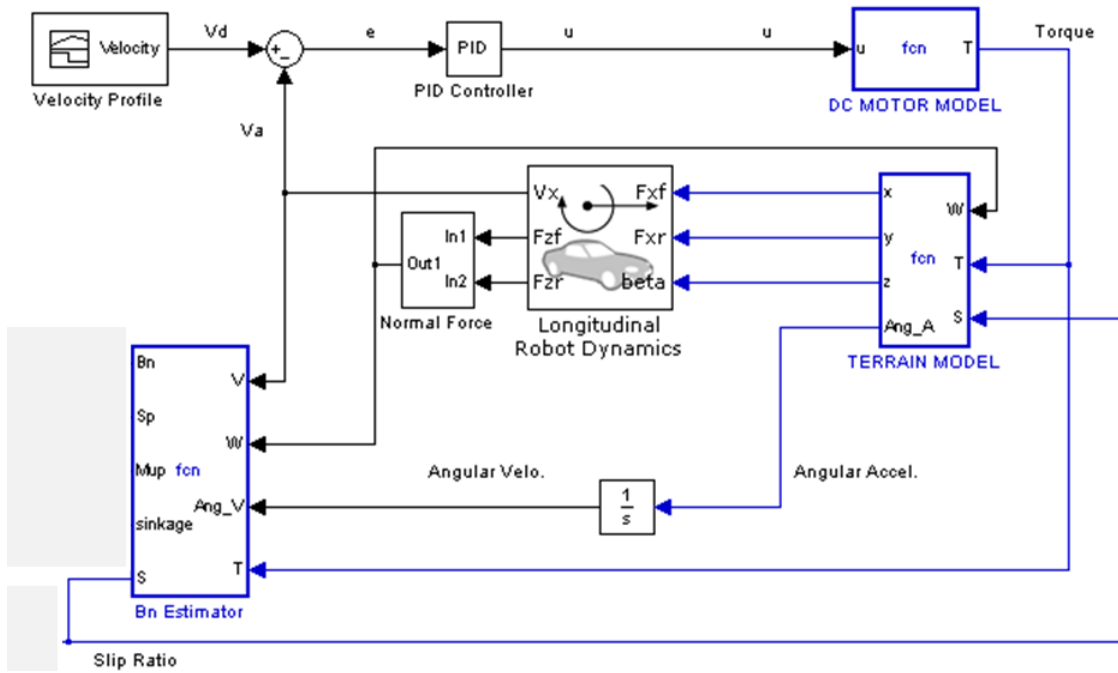 Velocity
Velocity Profile
Vd
+
−
e
PID
PID Controller
u
u
u
fcn
T
DC MOTOR MODEL
Torque
Va
Vx
Fxf
Fzf
Fxr
Fzr
beta
Longitudinal
Robot Dynamics
In1
Out1
In2
Normal Force
x
W
y
fcn
T
z
S
Ang_A
TERRAIN MODEL
Bn
V
Sp
W
Mup fcn
Ang_V
sinkage
S
T
Bn Estimator
Angular Velo.
Angular Accel.
1
s
Slip Ratio